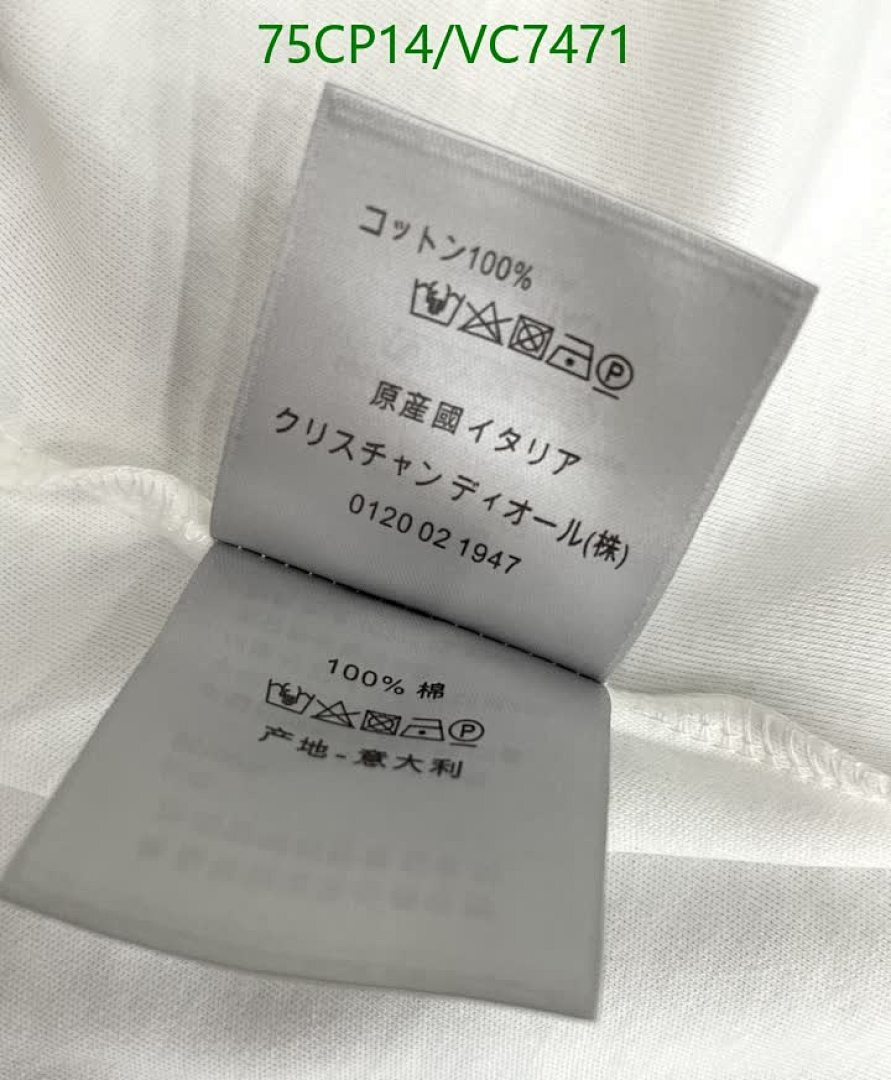 75CP14/VC7471
コットン100%
P
原産國イタリア
クリスチャン ディオール(株)
0120 02 1947
100% 棉
P
产地-意大利